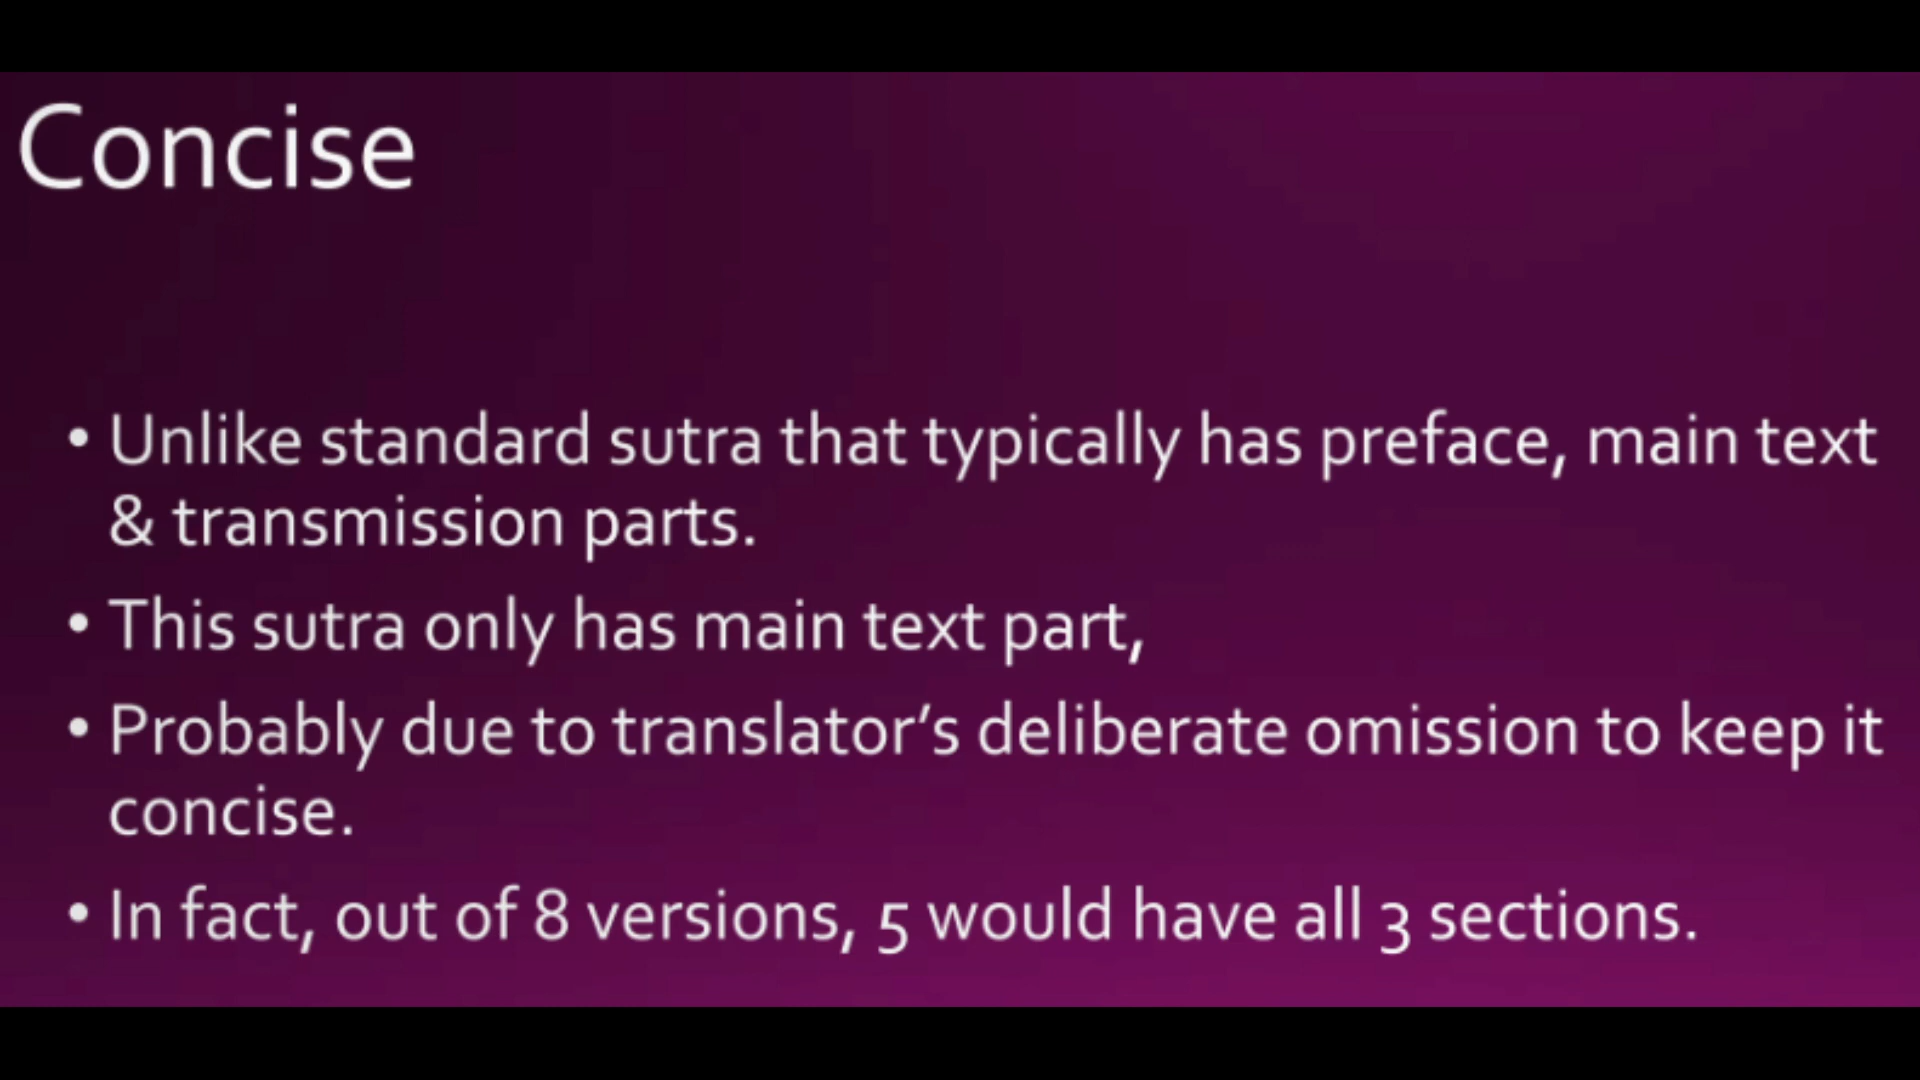 Concise
• Unlike standard sutra that typically has preface, main text
& transmission parts.
• This sutra only has main text part,
• Probably due to translator’s deliberate omission to keep it
concise.
• In fact, out of 8 versions, 5 would have all 3 sections.